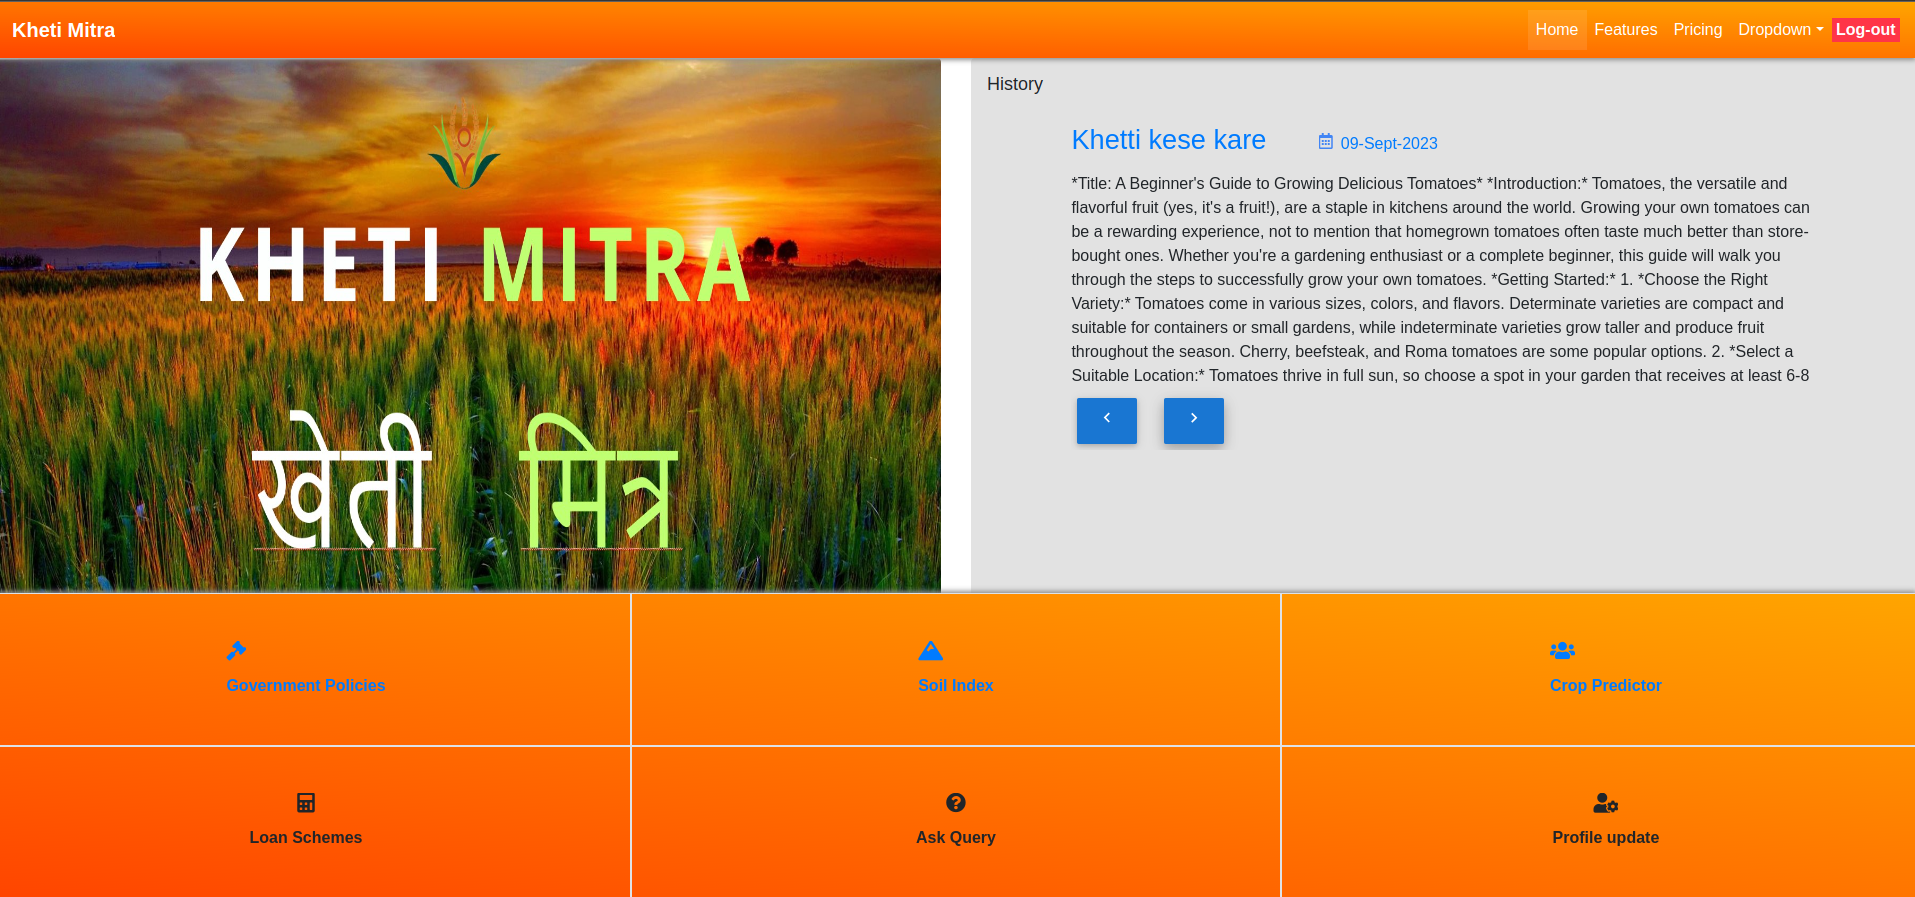 Kheti Mitra
Home Features Pricing Dropdown Log-out
KHETI MITRA
खेती मित्र
History
Khetti kese kare 09-Sept-2023
*Title: A Beginner's Guide to Growing Delicious Tomatoes* *Introduction:* Tomatoes, the versatile and
flavorful fruit (yes, it's a fruit!), are a staple in kitchens around the world. Growing your own tomatoes can
be a rewarding experience, not to mention that homegrown tomatoes often taste much better than store-
bought ones. Whether you're a gardening enthusiast or a complete beginner, this guide will walk you
through the steps to successfully grow your own tomatoes. *Getting Started:* 1. *Choose the Right
Variety:* Tomatoes come in various sizes, colors, and flavors. Determinate varieties are compact and
suitable for containers or small gardens, while indeterminate varieties grow taller and produce fruit
throughout the season. Cherry, beefsteak, and Roma tomatoes are some popular options. 2. *Select a
Suitable Location:* Tomatoes thrive in full sun, so choose a spot in your garden that receives at least 6-8
Government Policies
Soil Index
Crop Predictor
Loan Schemes
Ask Query
Profile update